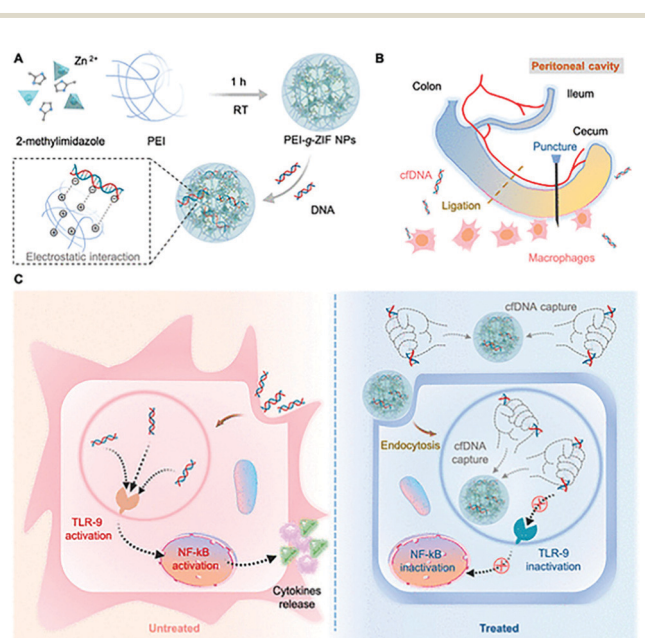 A
Zn 2+
2-methylimidazole
PEI
1 h
RT
PEI-g-ZIF NPs
DNA
Electrostatic interaction
B
Peritoneal cavity
Colon
Ileum
Cecum
Puncture
cfDNA
Ligation
Macrophages
C
TLR-9
activation
NF-kB
activation
Cytokines
release
Untreated
cfDNA capture
Endocytosis
cfDNA
capture
NF-kB
inactivation
TLR-9
inactivation
Treated